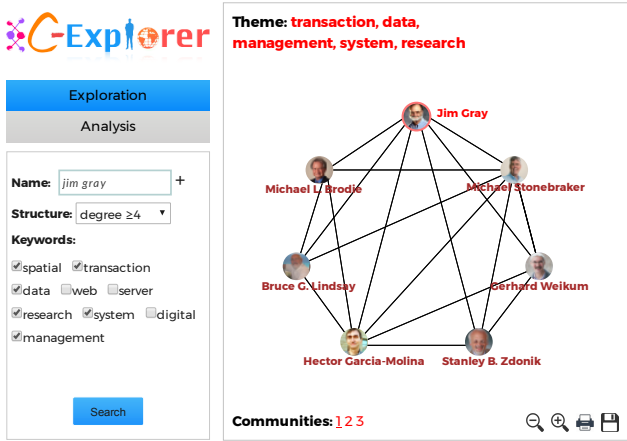 C-Explorer
Exploration
Analysis
Name: jim gray +
Structure: degree ≥4
Keywords:
spatial transaction
data web server
research system digital
management
Search
Theme: transaction, data,
management, system, research
Jim Gray
Michael L. Brodie
Michael Stonebraker
Bruce G. Lindsay
Gerhard Weikum
Hector Garcia-Molina
Stanley B. Zdonik
Communities: 1 2 3